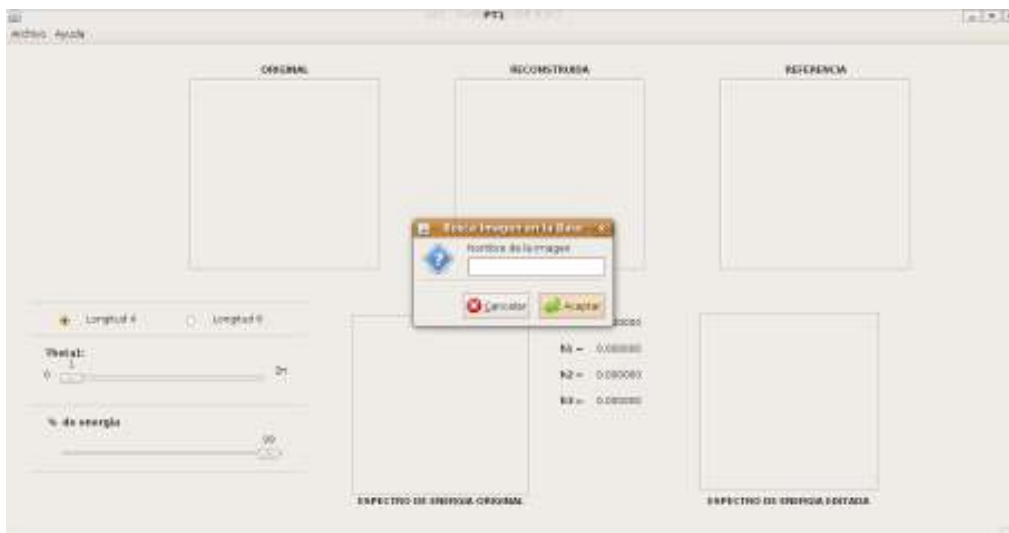 PT1
Archivo Ayuda
ORIGINAL RECONSTRUIDA REFERENCIA
Busca Imagen en la Base
Nombre de la imagen
Cancelar Aceptar
Longitud 4 Longitud 6
Theta1:
1
0 2π
% de energía
99
h1 = 0.000000
h2 = 0.000000
h3 = 0.000000
ESPECTRO DE ENERGIA ORIGINAL ESPECTRO DE ENERGIA EDITADA